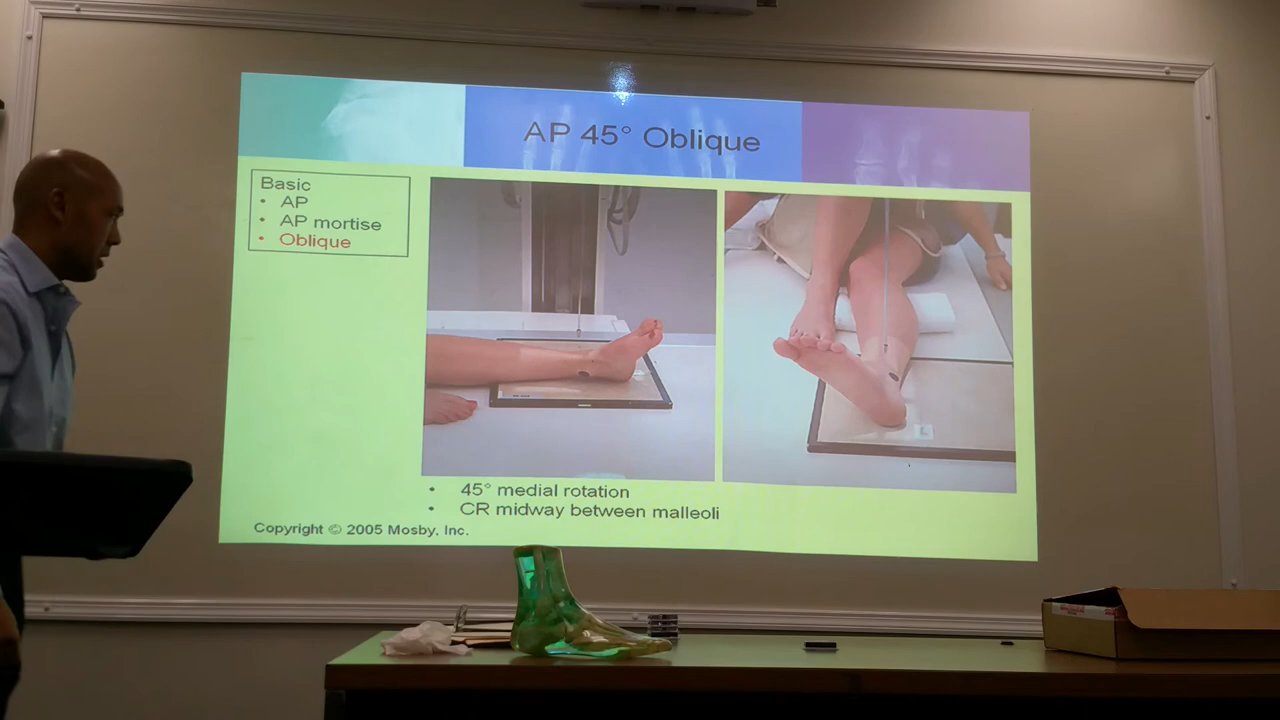 AP 45° Oblique
Basic
• AP
• AP mortise
• Oblique
• 45° medial rotation
• CR midway between malleoli
Copyright © 2005 Mosby, Inc.